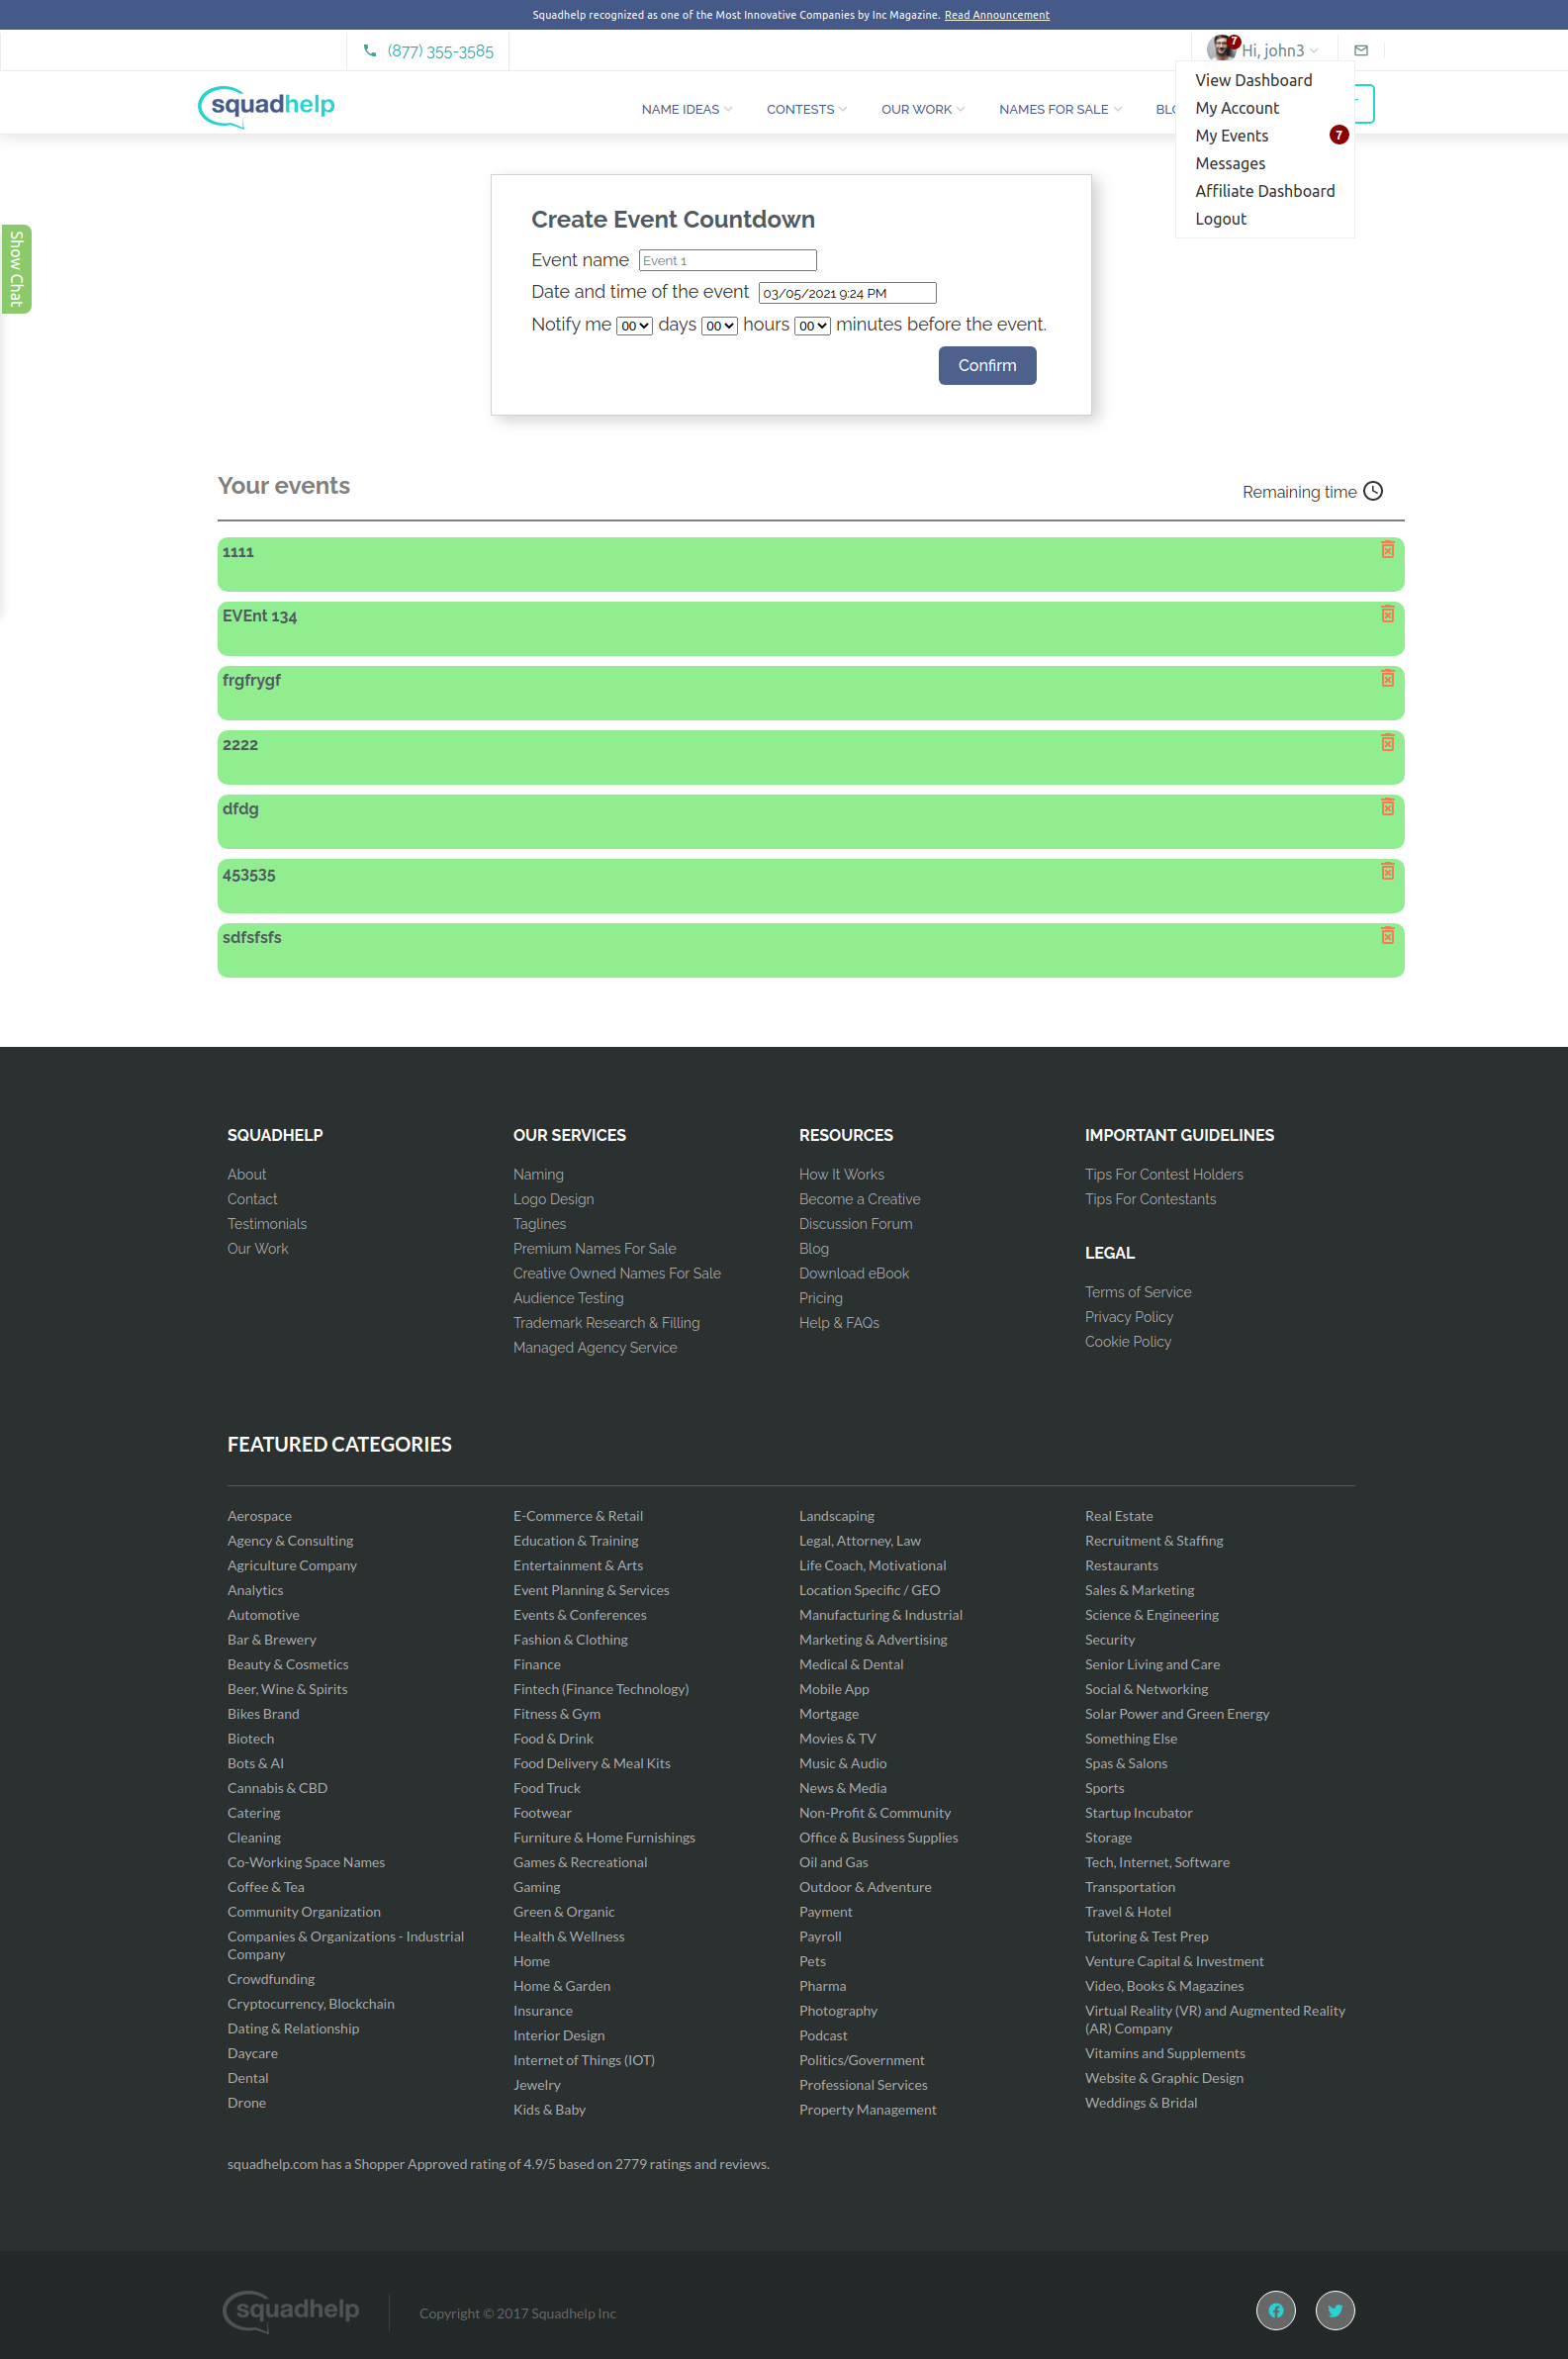 Squadhelp recognized as one of the Most Innovative Companies by Inc Magazine. Read Announcement
(877) 355-3585
7
Hi, john3
squadhelp
NAME IDEAS
CONTESTS
OUR WORK
NAMES FOR SALE
View Dashboard
My Account
My Events 7
Messages
Affiliate Dashboard
Logout
Show Chat
Create Event Countdown
Event name Event 1
Date and time of the event 03/05/2021 9:24 PM
Notify me 00 days 00 hours 00 minutes before the event.
Confirm
Your events
Remaining time
1111
EVEnt 134
frgfrygf
2222
dfdg
453535
sdfsfsfs
SQUADHELP
About
Contact
Testimonials
Our Work
OUR SERVICES
Naming
Logo Design
Taglines
Premium Names For Sale
Creative Owned Names For Sale
Audience Testing
Trademark Research & Filling
Managed Agency Service
RESOURCES
How It Works
Become a Creative
Discussion Forum
Blog
Download eBook
Pricing
Help & FAQs
IMPORTANT GUIDELINES
Tips For Contest Holders
Tips For Contestants
LEGAL
Terms of Service
Privacy Policy
Cookie Policy
FEATURED CATEGORIES
Aerospace
Agency & Consulting
Agriculture Company
Analytics
Automotive
Bar & Brewery
Beauty & Cosmetics
Beer, Wine & Spirits
Bikes Brand
Biotech
Bots & AI
Cannabis & CBD
Catering
Cleaning
Co-Working Space Names
Coffee & Tea
Community Organization
Companies & Organizations - Industrial
Company
Crowdfunding
Cryptocurrency, Blockchain
Dating & Relationship
Daycare
Dental
Drone
E-Commerce & Retail
Education & Training
Entertainment & Arts
Event Planning & Services
Events & Conferences
Fashion & Clothing
Finance
Fintech (Finance Technology)
Fitness & Gym
Food & Drink
Food Delivery & Meal Kits
Food Truck
Footwear
Furniture & Home Furnishings
Games & Recreational
Gaming
Green & Organic
Health & Wellness
Home
Home & Garden
Insurance
Interior Design
Internet of Things (IOT)
Jewelry
Kids & Baby
Landscaping
Legal, Attorney, Law
Life Coach, Motivational
Location Specific / GEO
Manufacturing & Industrial
Marketing & Advertising
Medical & Dental
Mobile App
Mortgage
Movies & TV
Music & Audio
News & Media
Non-Profit & Community
Office & Business Supplies
Oil and Gas
Outdoor & Adventure
Payment
Payroll
Pets
Pharma
Photography
Podcast
Politics/Government
Professional Services
Property Management
Real Estate
Recruitment & Staffing
Restaurants
Sales & Marketing
Science & Engineering
Security
Senior Living and Care
Social & Networking
Solar Power and Green Energy
Something Else
Spas & Salons
Sports
Startup Incubator
Storage
Tech, Internet, Software
Transportation
Travel & Hotel
Tutoring & Test Prep
Venture Capital & Investment
Video, Books & Magazines
Virtual Reality (VR) and Augmented Reality
(AR) Company
Vitamins and Supplements
Website & Graphic Design
Weddings & Bridal
squadhelp.com has a Shopper Approved rating of 4.9/5 based on 2779 ratings and reviews.
squadhelp
Copyright © 2017 Squadhelp Inc